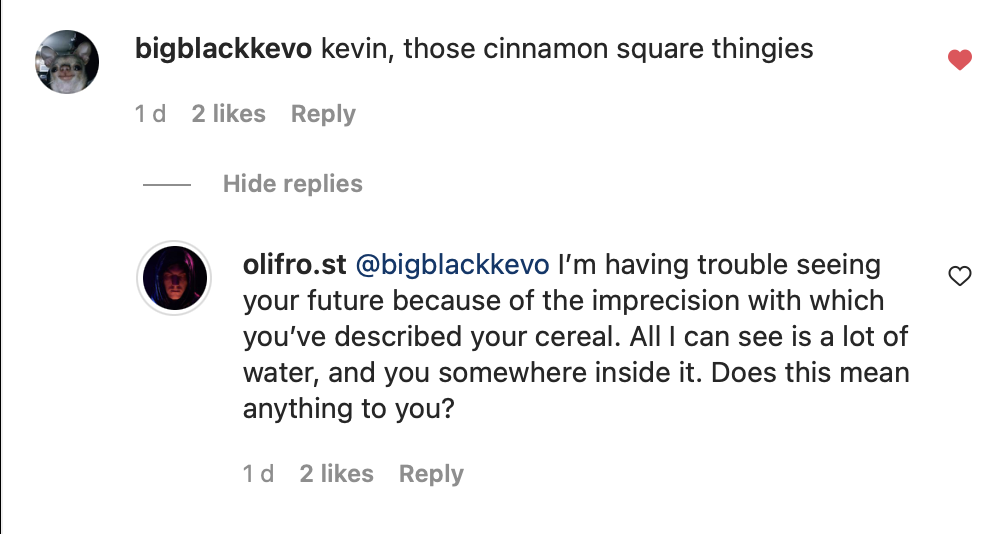 bigblackkevo kevin, those cinnamon square thingies
1 d 2 likes Reply
Hide replies
olifro.st @bigblackkevo I’m having trouble seeing
your future because of the imprecision with which
you’ve described your cereal. All I can see is a lot of
water, and you somewhere inside it. Does this mean
anything to you?
1 d 2 likes Reply